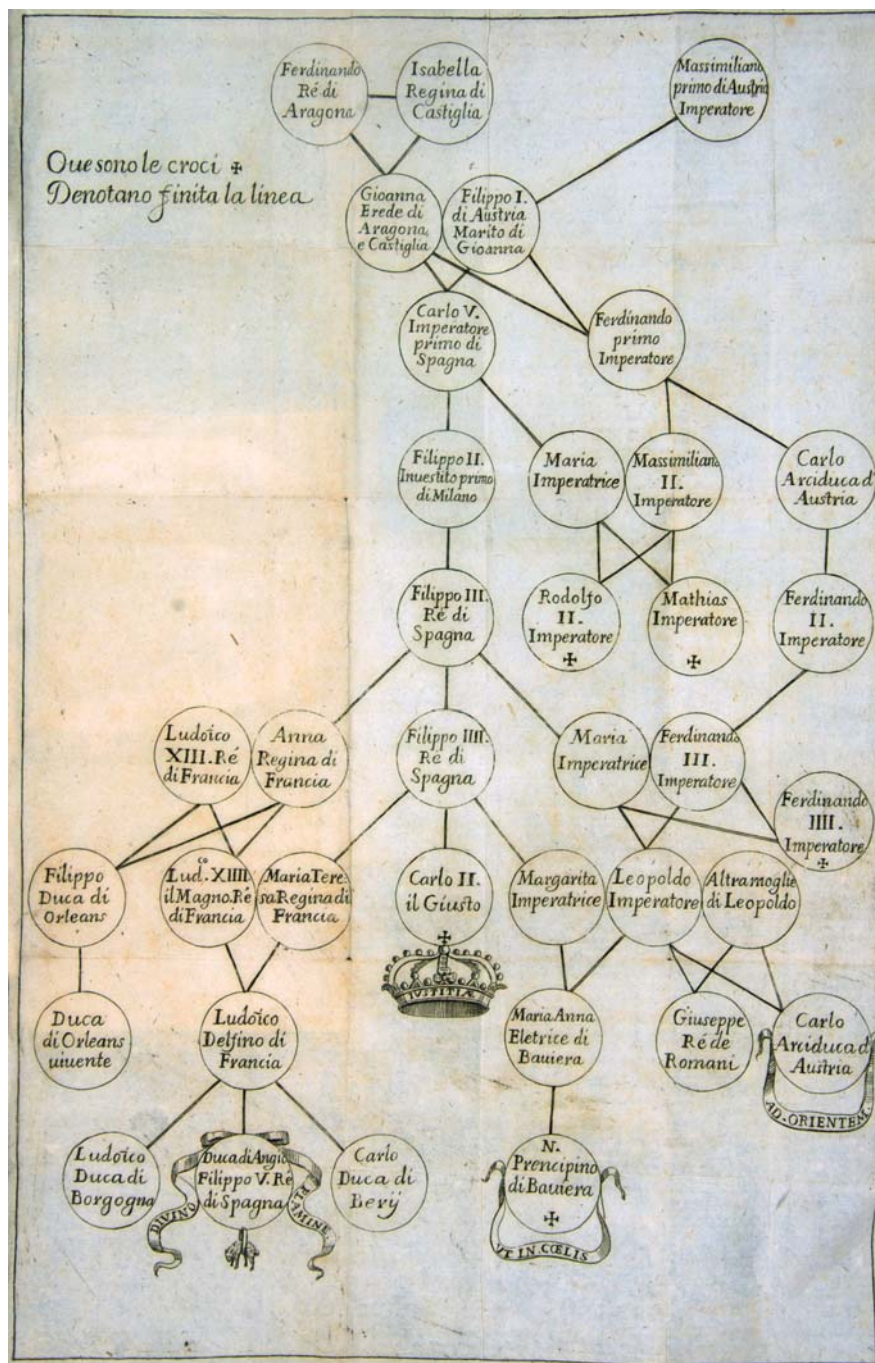 Ferdinando
Ré di
Aragona
Isabella
Regina di
Castiglia
Massimiliano
primo di Austria
Imperatore
Oue sono le croci ✠
Denotano finita la linea
Gioanna
Erede di
Aragona,
e Castiglia
Filippo I.
di Austria
Marito di
Gioanna
Carlo V.
Imperatore
primo di
Spagna
Ferdinando
primo
Imperatore
Filippo II.
Inuestito primo
di Milano
Maria
Imperatrice
Massimiliano
II.
Imperatore
Carlo
Arciduca d'
Austria
Filippo III.
Ré di
Spagna
Rodolfo
II.
Imperatore
✠
Mathias
Imperatore
✠
Ferdinando
II.
Imperatore
Ludoico
XIII. Ré
di Francia
Anna
Regina di
Francia
Filippo IIII.
Ré di
Spagna
Maria
Imperatrice
Ferdinando
III.
Imperatore
Ferdinando
IIII.
Imperatore
✠
Filippo
Duca di
Orleans
Lud.co XIIII.
il Magno. Ré
di Francia
Maria Tere-
sa Regina di
Francia
Carlo II.
il Giusto
✠
IVSTITIÆ
Margarita
Imperatrice
Leopoldo
Imperatore
Altra moglie
di Leopoldo
Duca
di Orleans
uiuente
Ludoico
Delfino di
Francia
Maria Anna
Eletrice di
Bauiera
Giuseppe
Ré de
Romani
Carlo
Arciduca d'
Austria
AD·ORIENTEM
Ludoico
Duca di
Borgogna
Duca di Angiò
Filippo V. Ré
di Spagna
DIVINO
FLAMINE
Carlo
Duca di
Berij
N.
Prencipino
di Bauiera
✠
VT IN CŒLIS